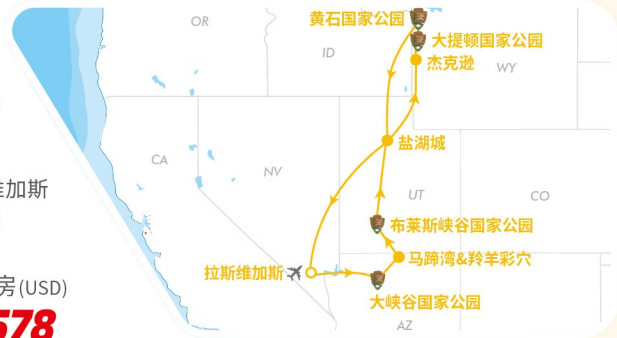 OR
黄石国家公园
大提顿国家公园
ID
杰克逊
WY
盐湖城
CA
NV
维加斯
UT
CO
布莱斯峡谷国家公园
马蹄湾&羚羊彩穴
拉斯维加斯
房(USD)
大峡谷国家公园
578
AZ